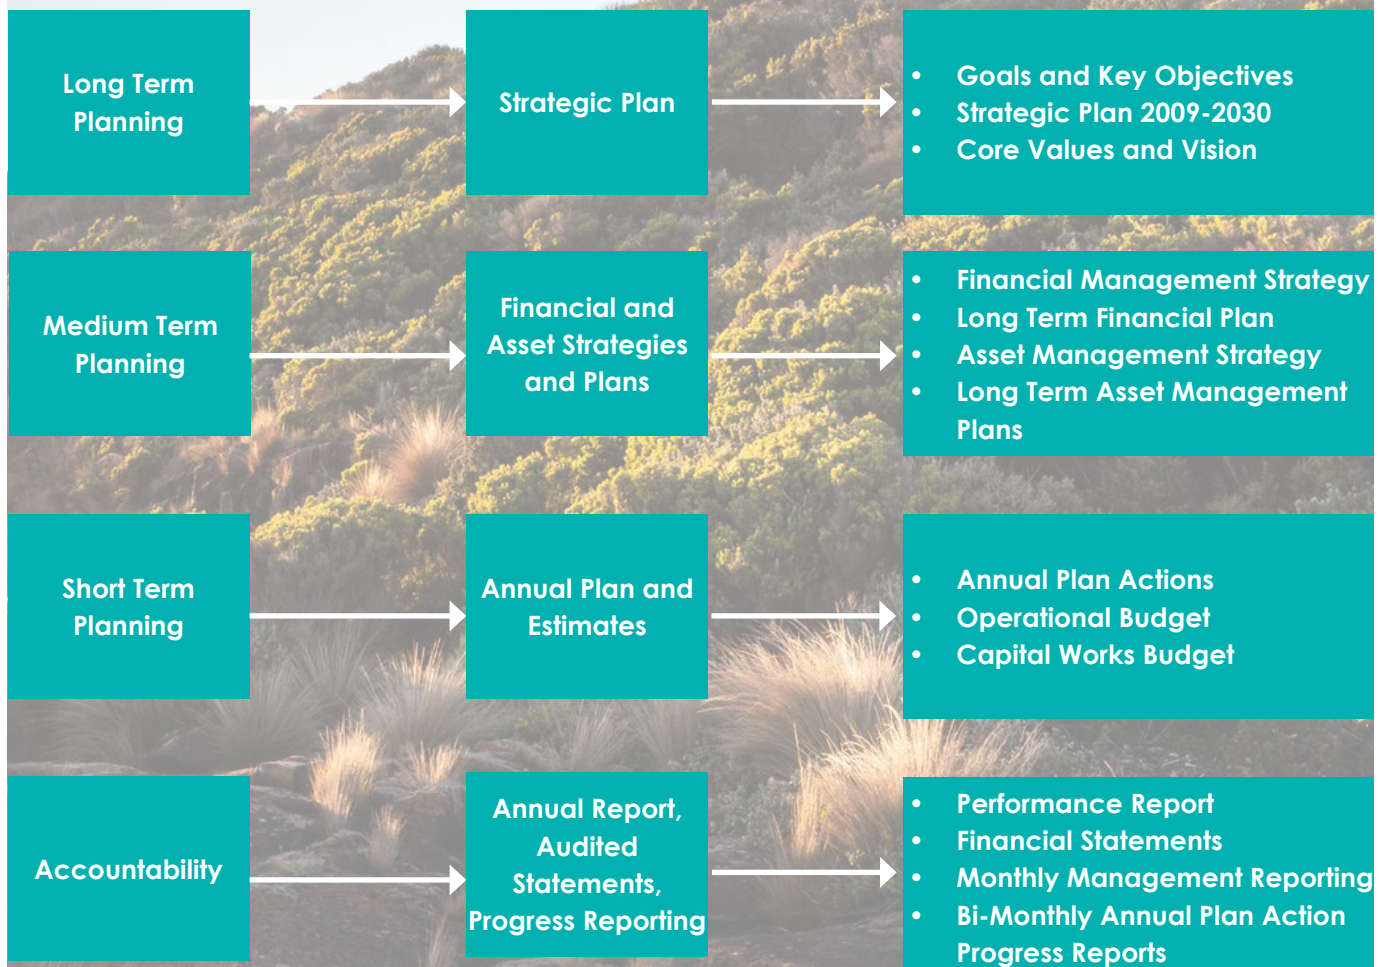 Long Term
Planning
Strategic Plan
• Goals and Key Objectives
• Strategic Plan 2009-2030
• Core Values and Vision
Medium Term
Planning
Financial and
Asset Strategies
and Plans
• Financial Management Strategy
• Long Term Financial Plan
• Asset Management Strategy
• Long Term Asset Management
Plans
Short Term
Planning
Annual Plan and
Estimates
• Annual Plan Actions
• Operational Budget
• Capital Works Budget
Accountability
Annual Report,
Audited
Statements,
Progress Reporting
• Performance Report
• Financial Statements
• Monthly Management Reporting
• Bi-Monthly Annual Plan Action
Progress Reports